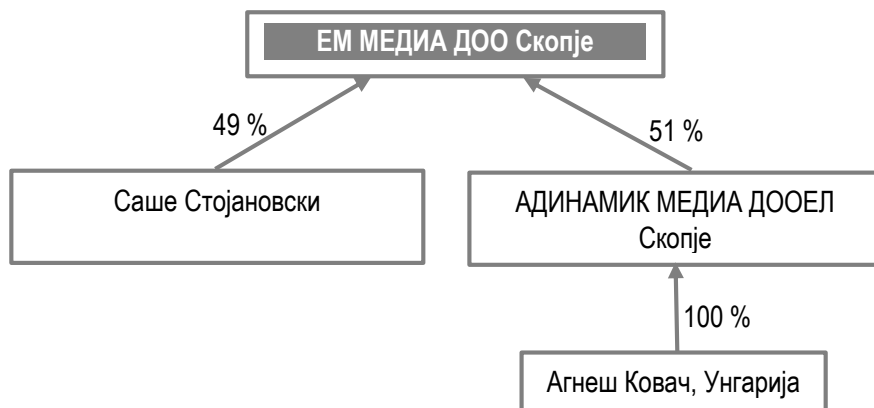 ЕМ МЕДИА ДОО Скопје
49 %
51 %
Саше Стојановски
АДИНАМИК МЕДИА ДООЕЛ
Скопје
100 %
Агнеш Ковач, Унгарија